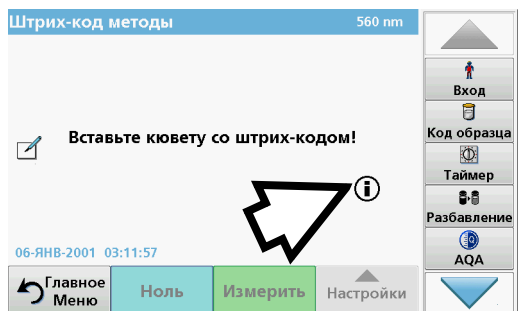 Штрих-код методы
560 nm
Вставьте кювету со штрих-кодом!
i
06-ЯНВ-2001 03:11:57
Главное
Меню
Ноль
Измерить
Настройки
Вход
Код образца
Таймер
Разбавление
AQA
AQA